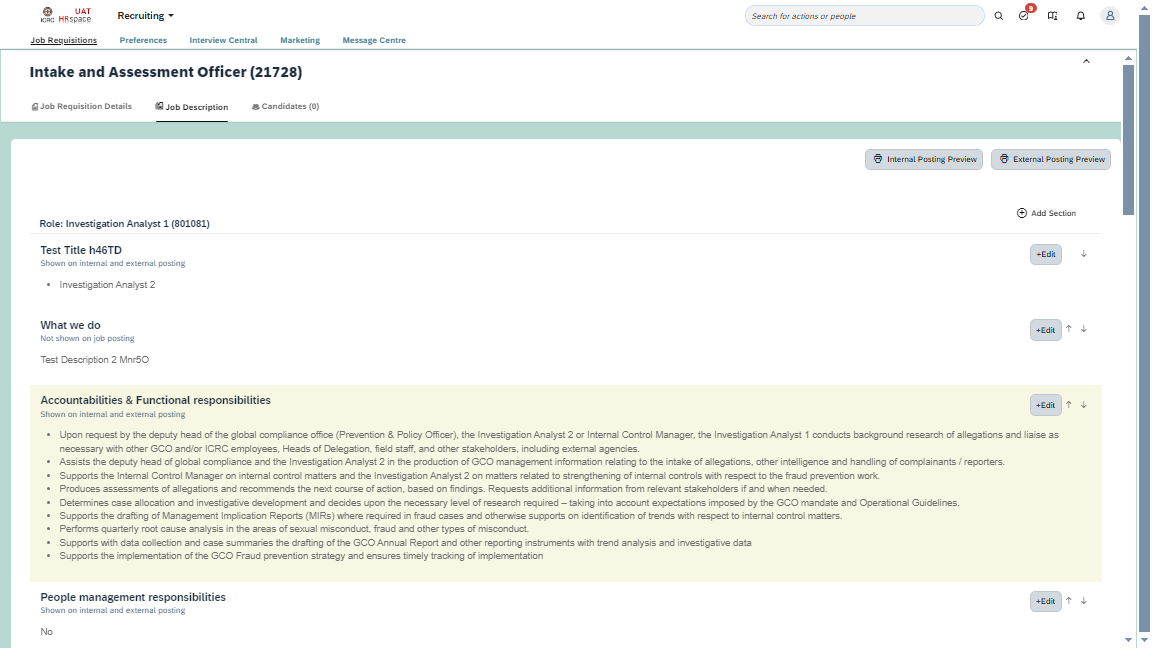 ICRC UAT HRspace
Recruiting
Search for actions or people
9
Job Requisitions Preferences Interview Central Marketing Message Centre
Intake and Assessment Officer (21728)
Job Requisition Details Job Description Candidates (0)
Internal Posting Preview External Posting Preview
Add Section
Role: Investigation Analyst 1 (801081)
Test Title h46TD
+Edit
Shown on internal and external posting
• Investigation Analyst 2
What we do
+Edit
Not shown on job posting
Test Description 2 Mnr5O
Accountabilities & Functional responsibilities
+Edit
Shown on internal and external posting
• Upon request by the deputy head of the global compliance office (Prevention & Policy Officer), the Investigation Analyst 2 or Internal Control Manager, the Investigation Analyst 1 conducts background research of allegations and liaise as
necessary with other GCO and/or ICRC employees, Heads of Delegation, field staff, and other stakeholders, including external agencies.
• Assists the deputy head of global compliance and the Investigation Analyst 2 in the production of GCO management information relating to the intake of allegations, other intelligence and handling of complainants / reporters.
• Supports the Internal Control Manager on internal control matters and the Investigation Analyst 2 on matters related to strengthening of internal controls with respect to the fraud prevention work.
• Produces assessments of allegations and recommends the next course of action, based on findings. Requests additional information from relevant stakeholders if and when needed.
• Determines case allocation and investigative development and decides upon the necessary level of research required – taking into account expectations imposed by the GCO mandate and Operational Guidelines.
• Supports the drafting of Management Implication Reports (MIRs) where required in fraud cases and otherwise supports on identification of trends with respect to internal control matters.
• Performs quarterly root cause analysis in the areas of sexual misconduct, fraud and other types of misconduct.
• Supports with data collection and case summaries the drafting of the GCO Annual Report and other reporting instruments with trend analysis and investigative data
• Supports the implementation of the GCO Fraud prevention strategy and ensures timely tracking of implementation
People management responsibilities
+Edit
Shown on internal and external posting
No